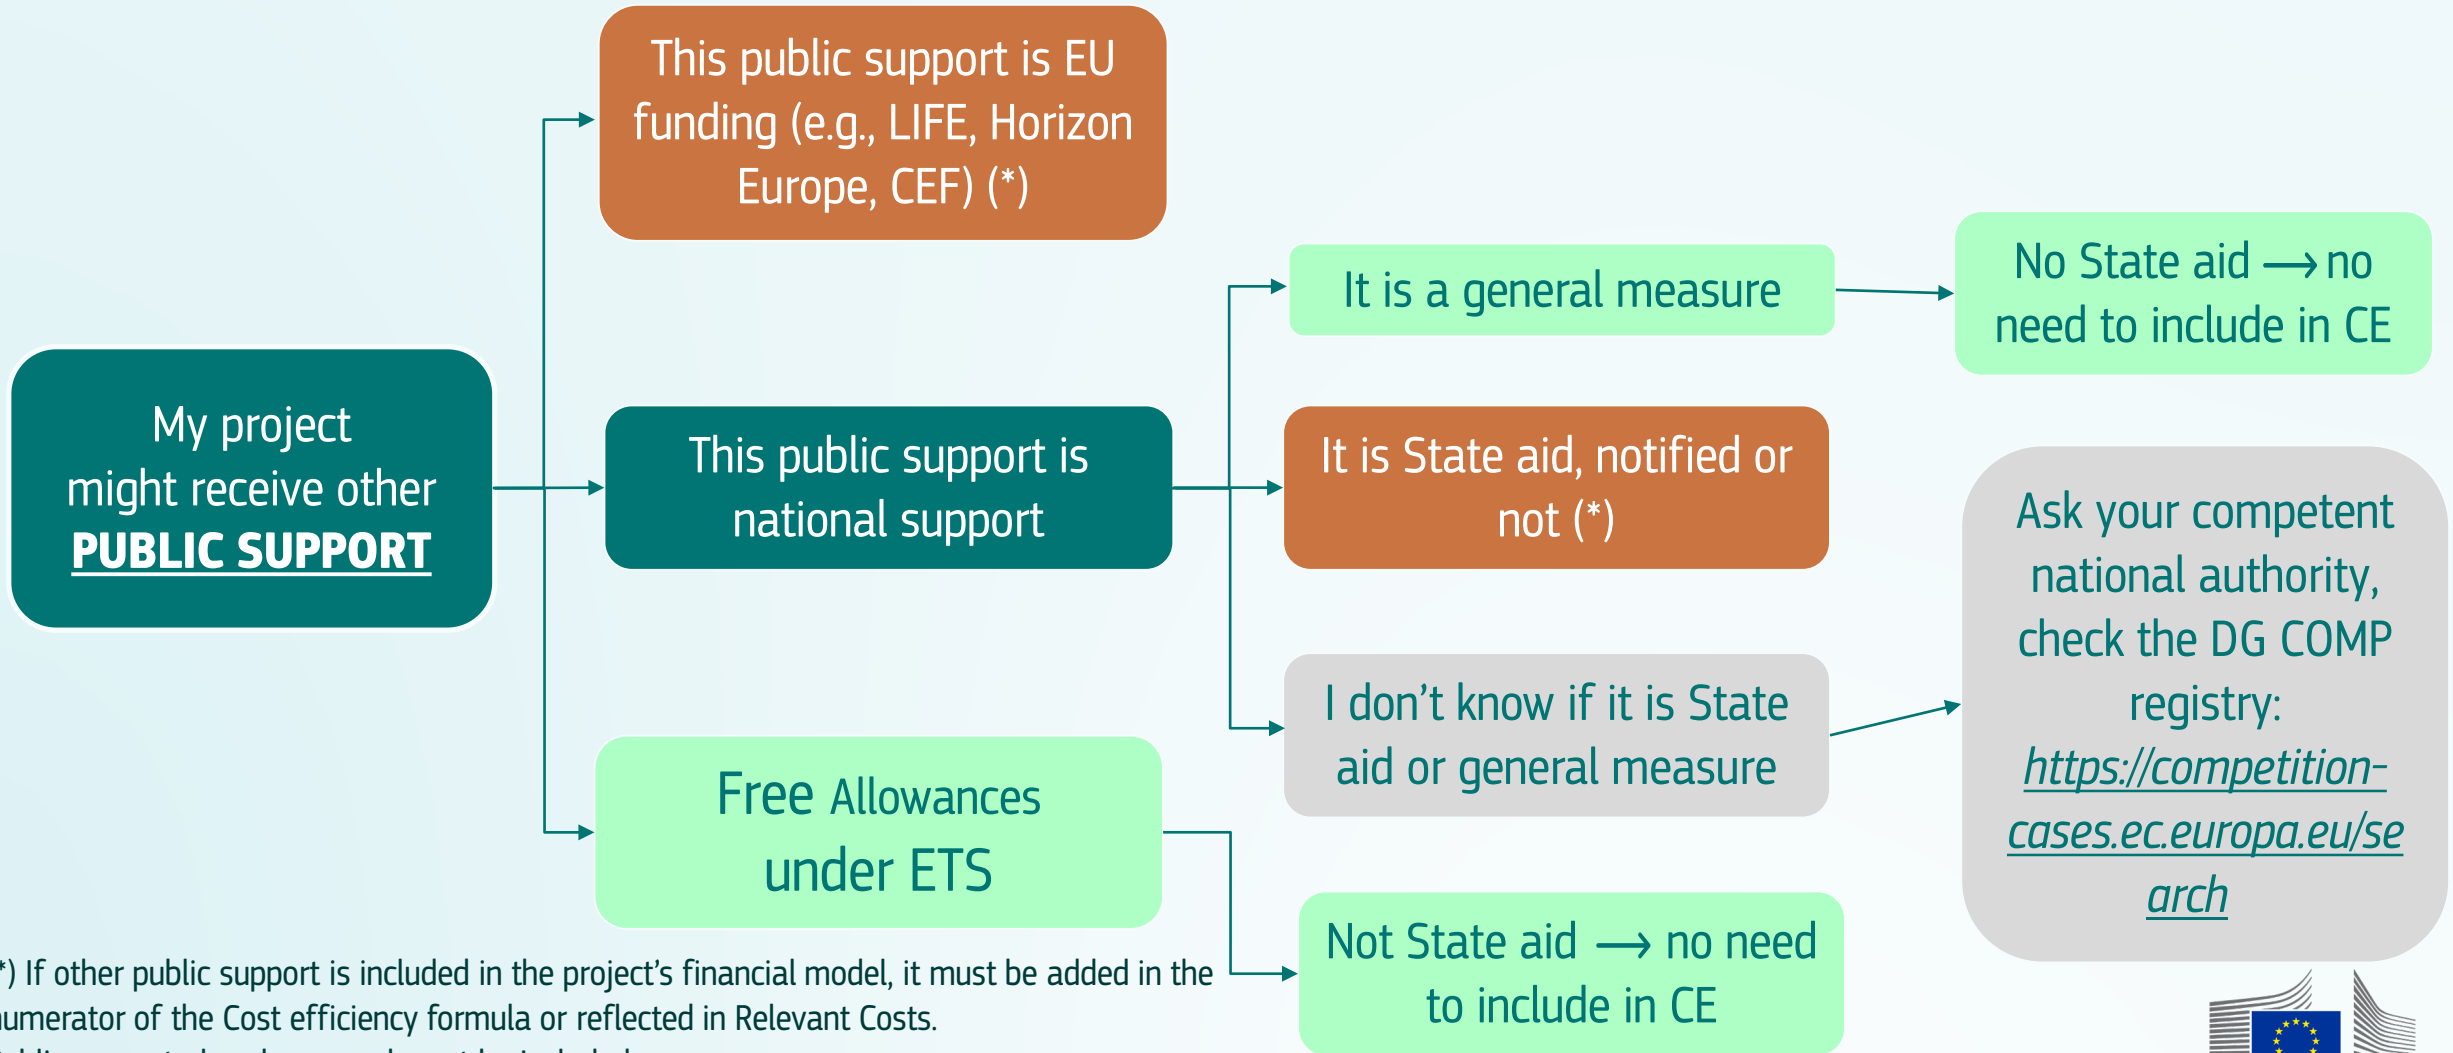 This public support is EU
funding (e.g., LIFE, Horizon
Europe, CEF) (*)
It is a general measure
No State aid → no
need to include in CE
My project
might receive other
PUBLIC SUPPORT
This public support is
national support
It is State aid, notified or
not (*)
Ask your competent
national authority,
check the DG COMP
registry:
https://competition-
cases.ec.europa.eu/se
arch
I don't know if it is State
aid or general measure
Free Allowances
under ETS
Not State aid → no need
to include in CE
*) If other public support is included in the project's financial model, it must be added in the
numerator of the Cost efficiency formula or reflected in Relevant Costs.